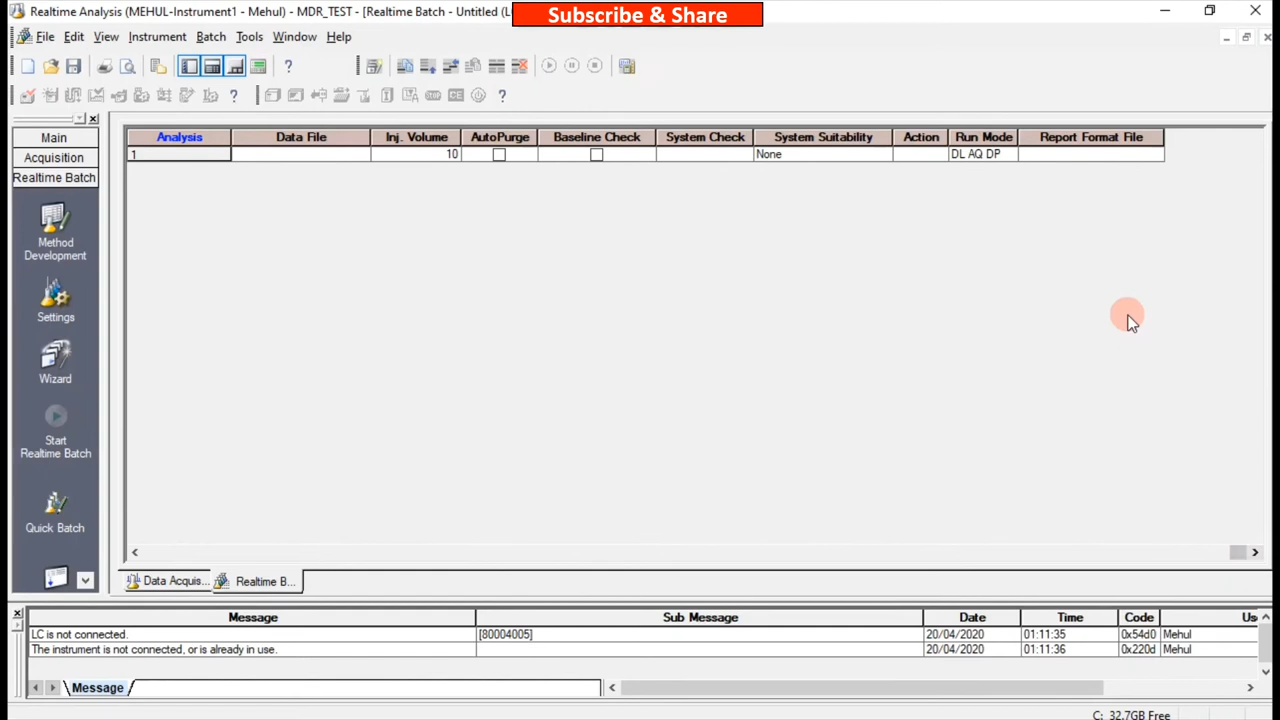 Realtime Analysis (MEHUL-Instrument1 - Mehul) - MDR_TEST - [Realtime Batch - Untitled (L
Subscribe & Share
File Edit View Instrument Batch Tools Window Help
Main
Acquisition
Realtime Batch
Method
Development
Settings
Wizard
Start
Realtime Batch
Quick Batch
Analysis Data File Inj. Volume AutoPurge Baseline Check System Check System Suitability Action Run Mode Report Format File
1 10 None DL AQ DP
Data Acquis... Realtime B...
Message Sub Message Date Time Code Us
LC is not connected. [80004005] 20/04/2020 01:11:35 0x54d0 Mehul
The instrument is not connected, or is already in use. 20/04/2020 01:11:36 0x220d Mehul
Message
C: 32.7GB Free